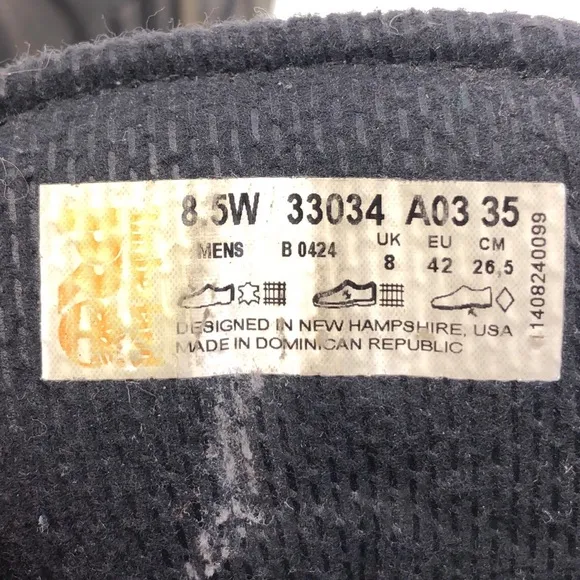 8.5W 33034 A03 35
MENS B 0424 UK 8 EU 42 CM 26,5
DESIGNED IN NEW HAMPSHIRE, USA
MADE IN DOMINICAN REPUBLIC
11408240099